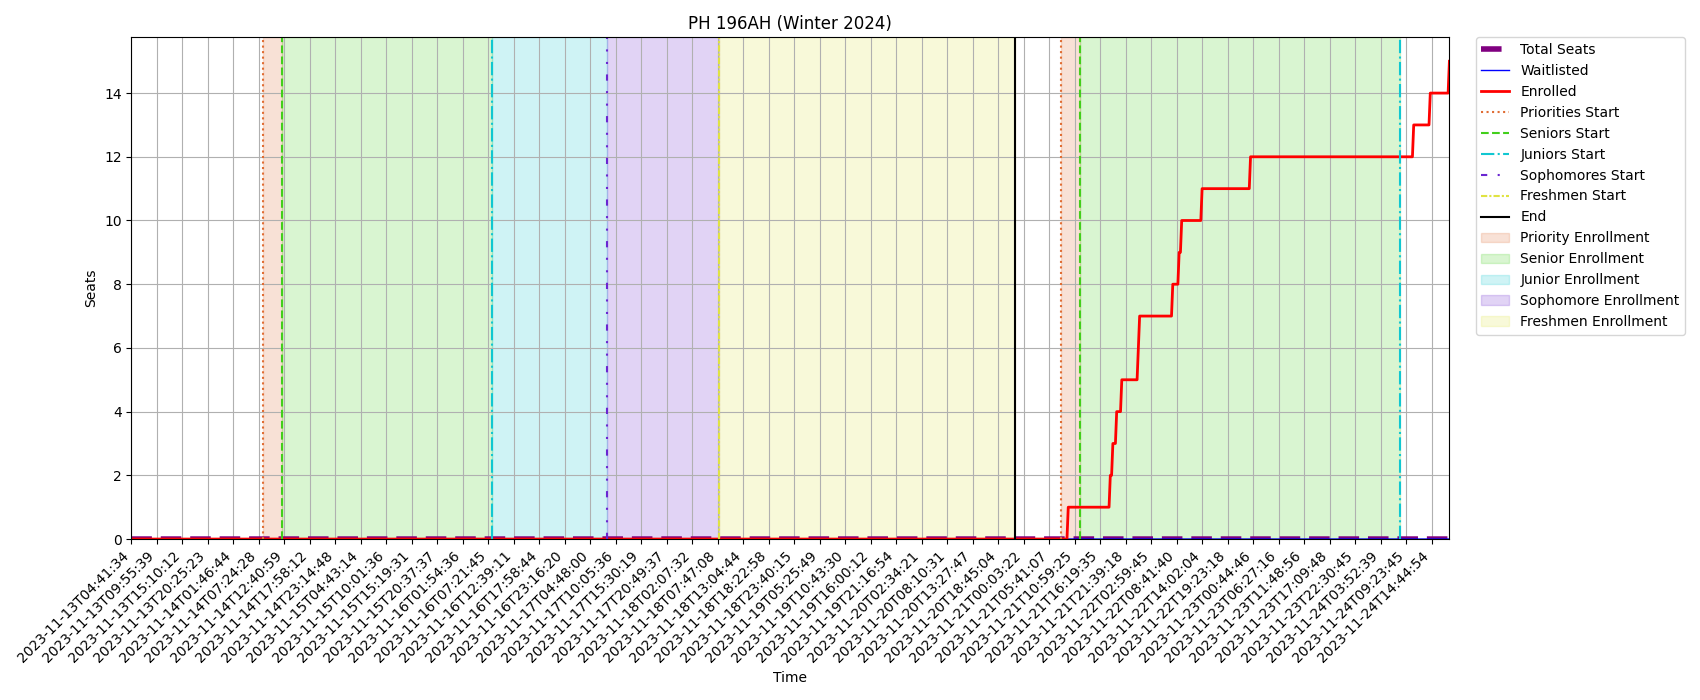 PH 196AH (Winter 2024)
Seats
14
12
10
8
6
4
2
0
2023-11-13T04:41:34
2023-11-13T09:55:39
2023-11-13T15:10:12
2023-11-13T20:25:23
2023-11-14T01:46:44
2023-11-14T07:24:28
2023-11-14T12:40:59
2023-11-14T17:58:12
2023-11-14T23:14:48
2023-11-15T04:43:14
2023-11-15T10:01:36
2023-11-15T15:19:31
2023-11-15T20:37:37
2023-11-16T01:54:36
2023-11-16T07:21:45
2023-11-16T12:39:11
2023-11-16T17:58:44
2023-11-16T23:16:20
2023-11-17T04:48:00
2023-11-17T10:05:36
2023-11-17T15:30:19
2023-11-17T20:49:37
2023-11-18T02:07:32
2023-11-18T07:47:08
2023-11-18T13:04:44
2023-11-18T18:22:58
2023-11-18T23:40:15
2023-11-19T05:25:49
2023-11-19T10:43:30
2023-11-19T16:00:12
2023-11-19T21:16:54
2023-11-20T02:34:21
2023-11-20T08:10:31
2023-11-20T13:27:47
2023-11-20T18:45:04
2023-11-21T00:03:22
2023-11-21T05:41:07
2023-11-21T10:59:25
2023-11-21T16:19:35
2023-11-21T21:39:18
2023-11-22T02:59:45
2023-11-22T08:41:40
2023-11-22T14:02:04
2023-11-22T19:23:18
2023-11-23T00:44:46
2023-11-23T06:27:16
2023-11-23T11:48:56
2023-11-23T17:09:48
2023-11-23T22:30:45
2023-11-24T03:52:39
2023-11-24T09:23:45
2023-11-24T14:44:54
Time
Total Seats
Waitlisted
Enrolled
Priorities Start
Seniors Start
Juniors Start
Sophomores Start
Freshmen Start
End
Priority Enrollment
Senior Enrollment
Junior Enrollment
Sophomore Enrollment
Freshmen Enrollment